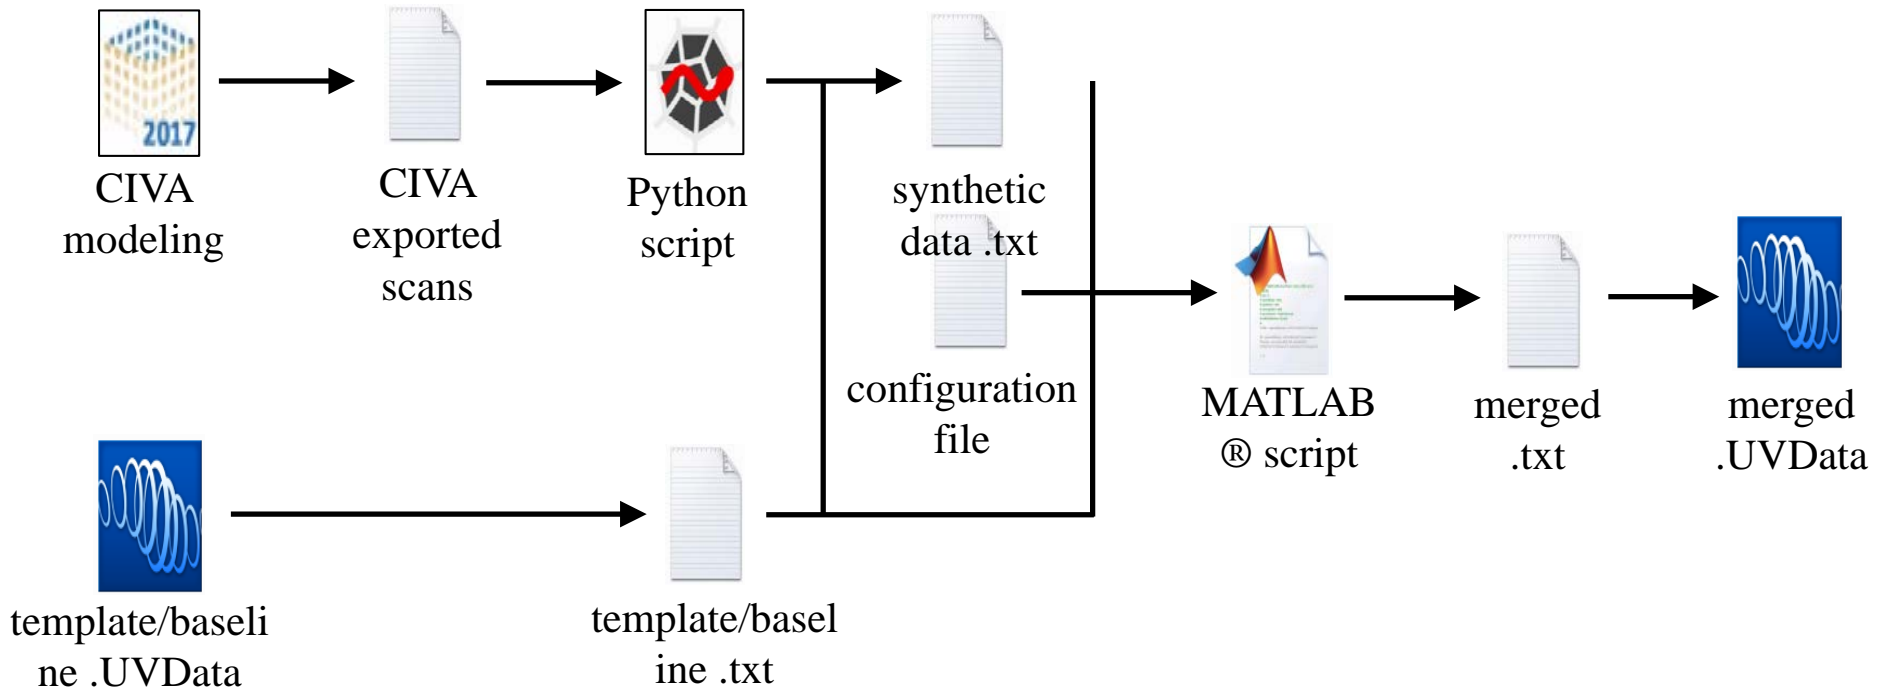 2017
CIVA
modeling
CIVA
exported
scans
Python
script
synthetic
data .txt
configuration
file
MATLAB
® script
merged
.txt
merged
.UVData
template/baseli
ne .UVData
template/basel
ine .txt